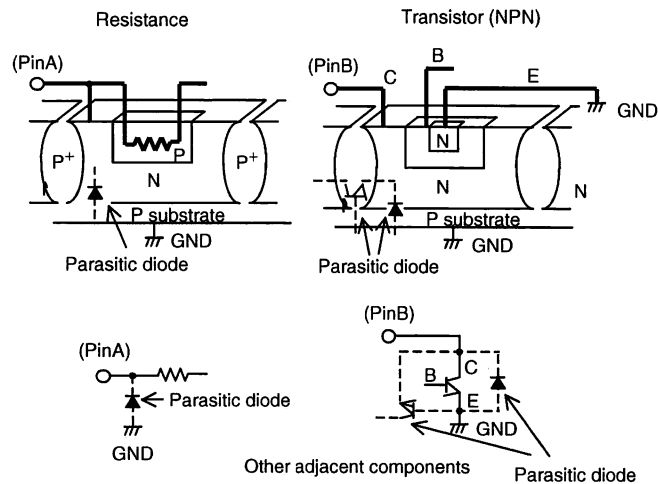 Resistance
Transistor (NPN)
(PinA)
P+
P
P+
N
P substrate
GND
Parasitic diode
(PinB)
C
B
E
GND
N
N
N
P substrate
GND
Parasitic diode
(PinA)
Parasitic diode
GND
(PinB)
C
B
E
GND
Other adjacent components
Parasitic diode